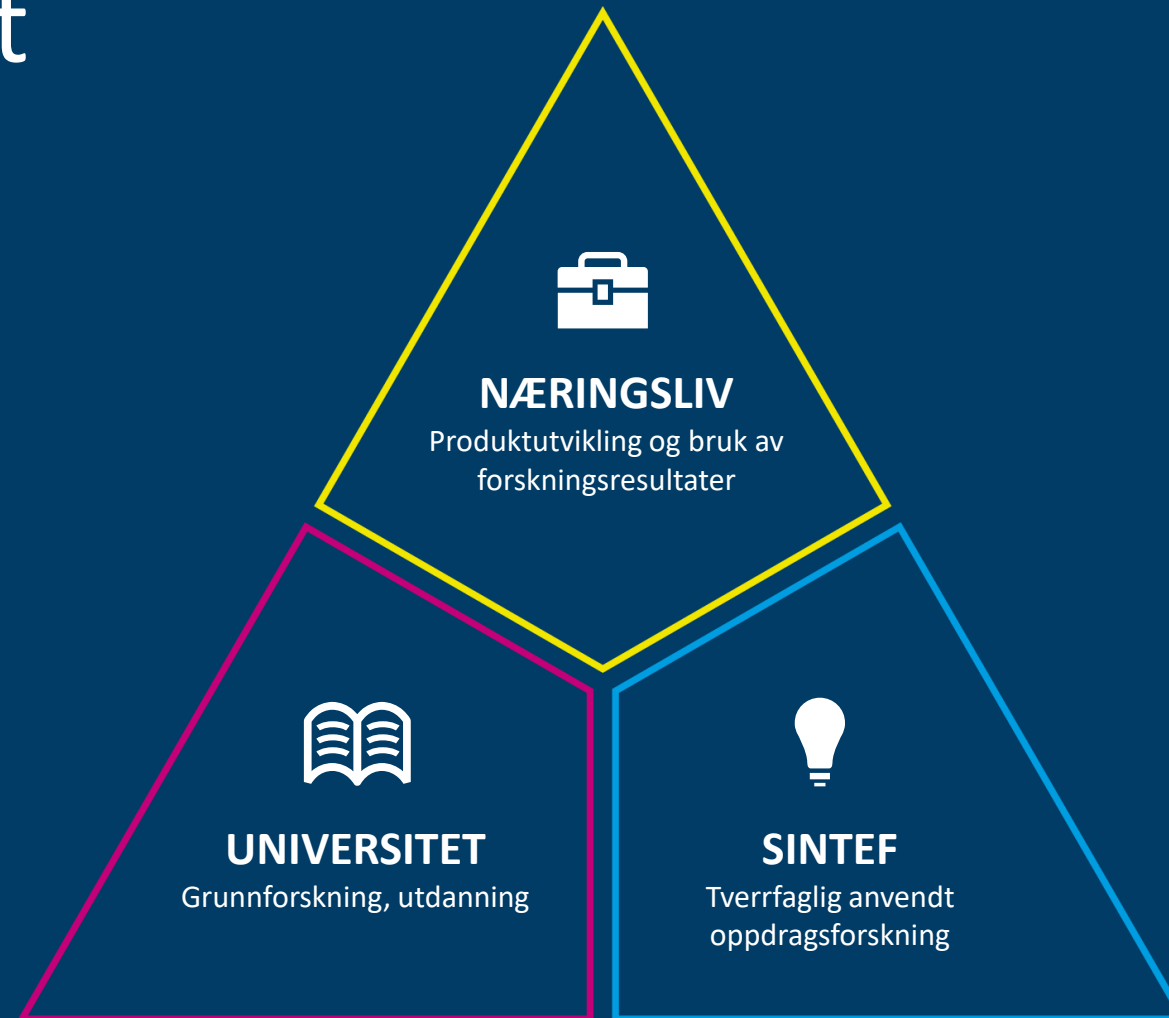 t
NÆRINGSLIV
Produktutvikling og bruk av
forskningsresultater
UNIVERSITET
Grunnforskning, utdanning
SINTEF
Tverrfaglig anvendt
oppdragsforskning